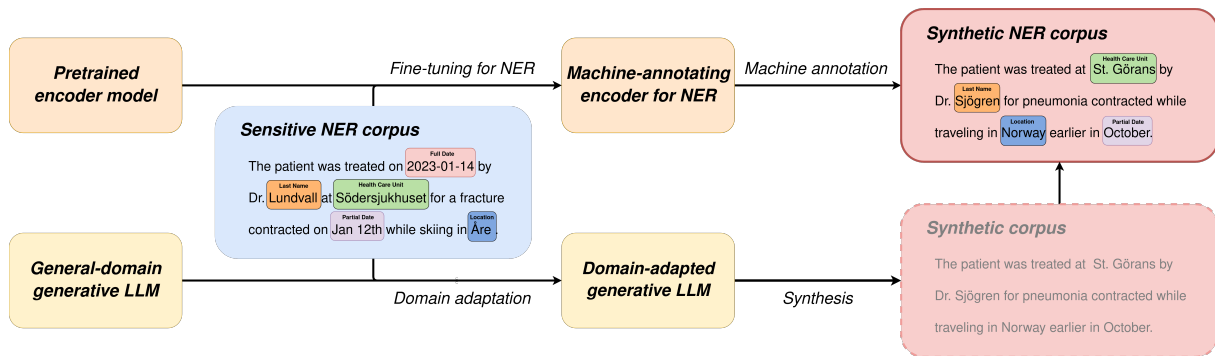 Pretrained
encoder model
Fine-tuning for NER
Machine-annotating
encoder for NER
Machine annotation
Synthetic NER corpus
Health Care Unit
The patient was treated at St. Görans by
Last Name
Dr. Sjögren for pneumonia contracted while
Location Partial Date
traveling in Norway earlier in October.
Sensitive NER corpus
Full Date
The patient was treated on 2023-01-14 by
Last Name Health Care Unit
Dr. Lundvall at Södersjukhuset for a fracture
Partial Date Location
contracted on Jan 12th while skiing in Åre .
General-domain
generative LLM
Domain adaptation
Domain-adapted
generative LLM
Synthesis
Synthetic corpus
The patient was treated at St. Görans by
Dr. Sjögren for pneumonia contracted while
traveling in Norway earlier in October.